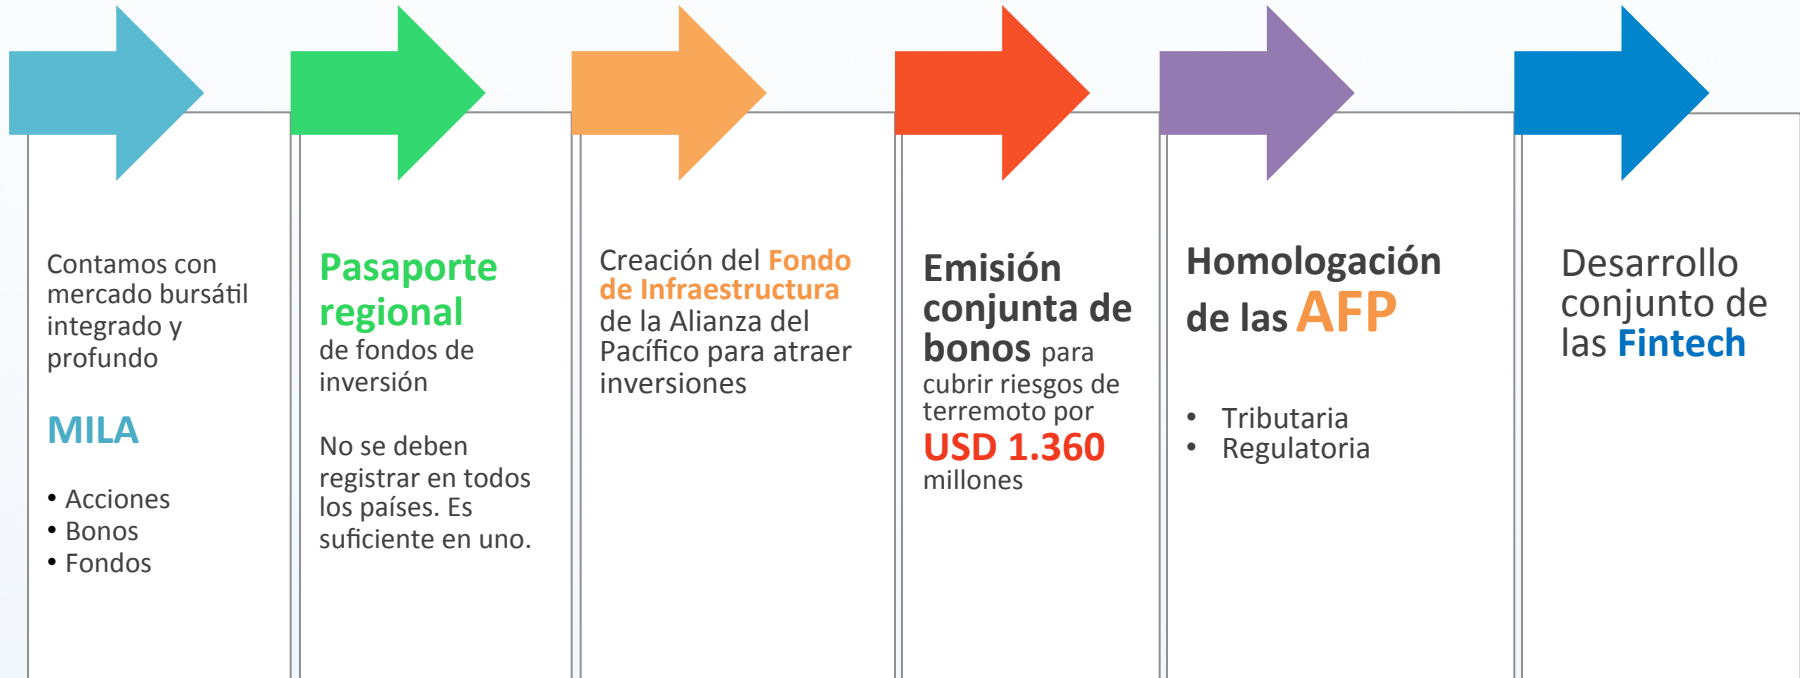 Contamos con
mercado bursátil
integrado y
profundo
MILA
• Acciones
• Bonos
• Fondos
Pasaporte
regional
de fondos de
inversión
No se deben
registrar en todos
los países. Es
suficiente en uno.
Creación del Fondo
de Infraestructura
de la Alianza del
Pacífico para atraer
inversiones
Emisión
conjunta de
bonos para
cubrir riesgos de
terremoto por
USD 1.360
millones
Homologación
de las AFP
• Tributaria
• Regulatoria
Desarrollo
conjunto de
las Fintech